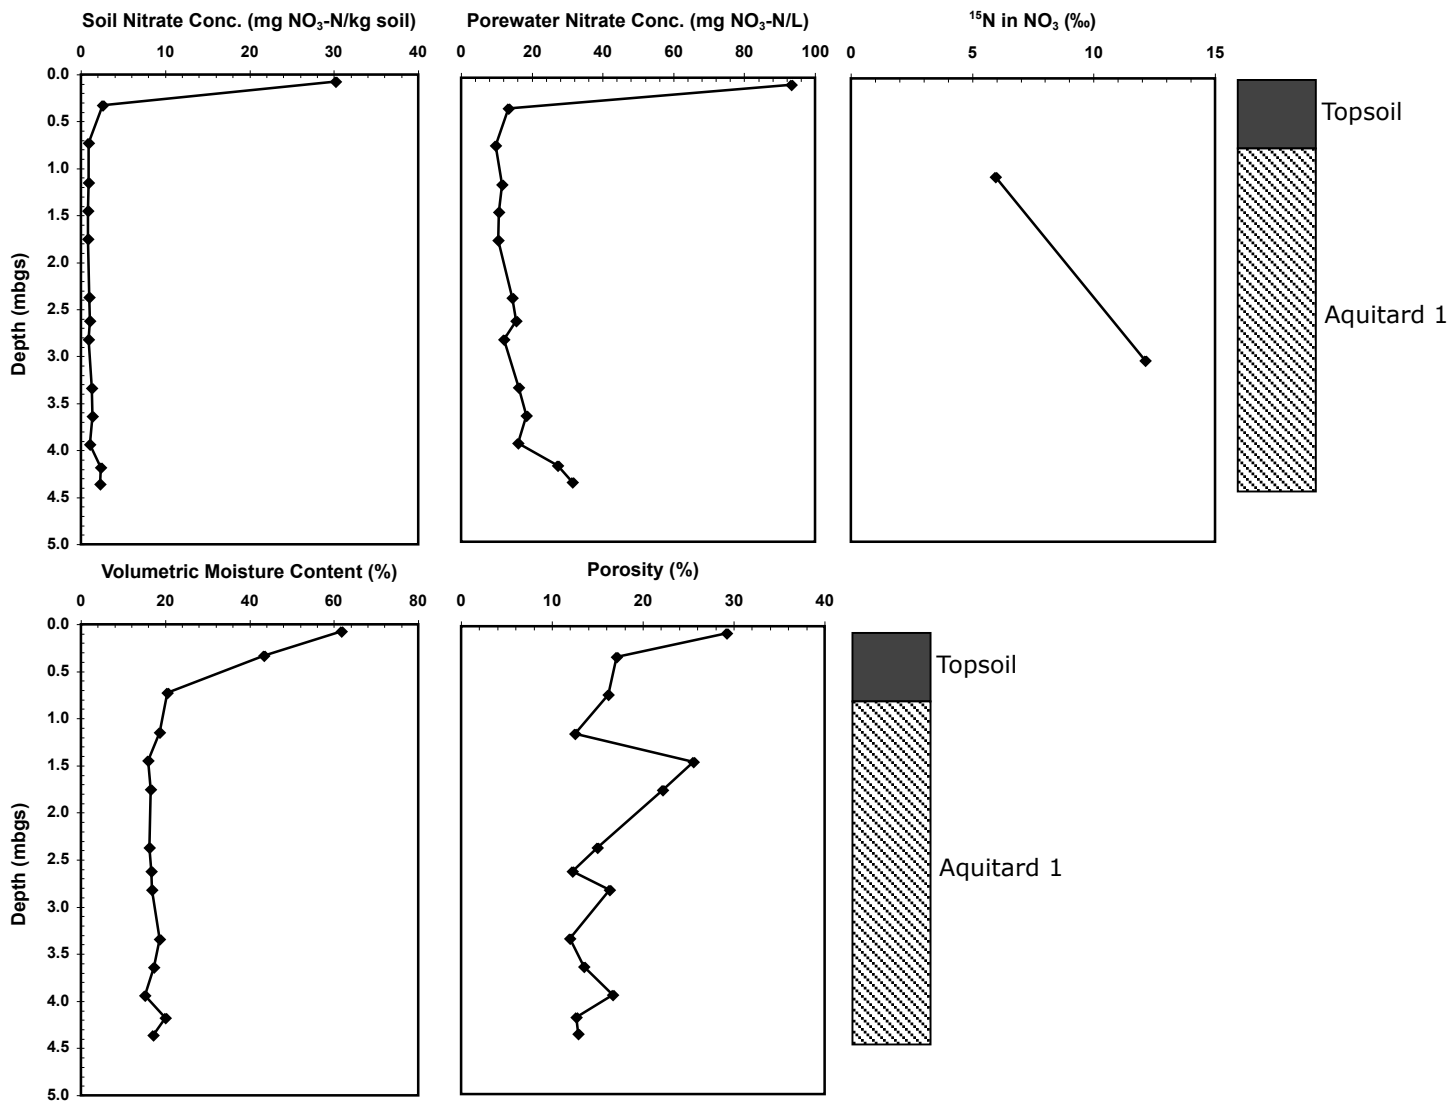 Soil Nitrate Conc. (mg NO₃-N/kg soil)
0 10 20 30 40
Porewater Nitrate Conc. (mg NO₃-N/L)
0 20 40 60 80 100
¹⁵N in NO₃ (‰)
0 5 10 15
Depth (mbgs)
0.0
0.5
1.0
1.5
2.0
2.5
3.0
3.5
4.0
4.5
5.0
Topsoil
Aquitard 1
Volumetric Moisture Content (%)
0 20 40 60 80
Porosity (%)
0 10 20 30 40
Depth (mbgs)
0.0
0.5
1.0
1.5
2.0
2.5
3.0
3.5
4.0
4.5
5.0
Topsoil
Aquitard 1